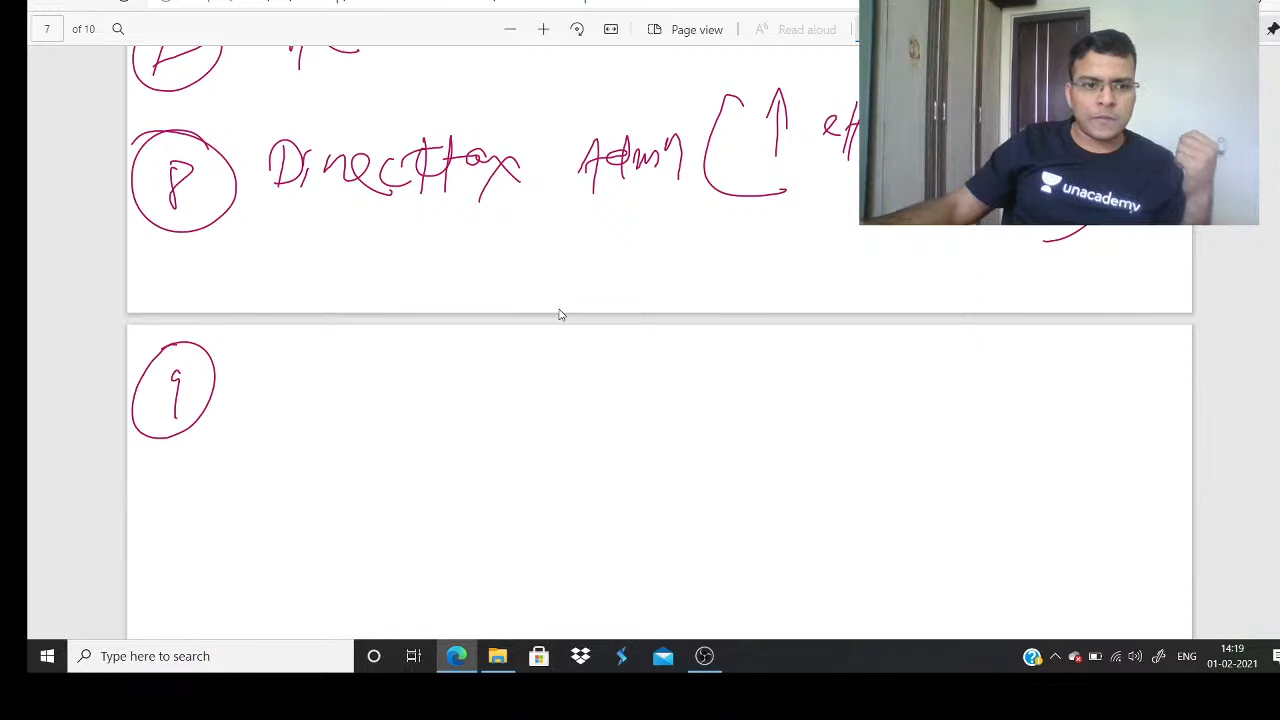 7 of 10 Page view Read aloud
8 Direct tax Admn ↑
unacademy
9
Type here to search
ENG 14:19
01-02-2021